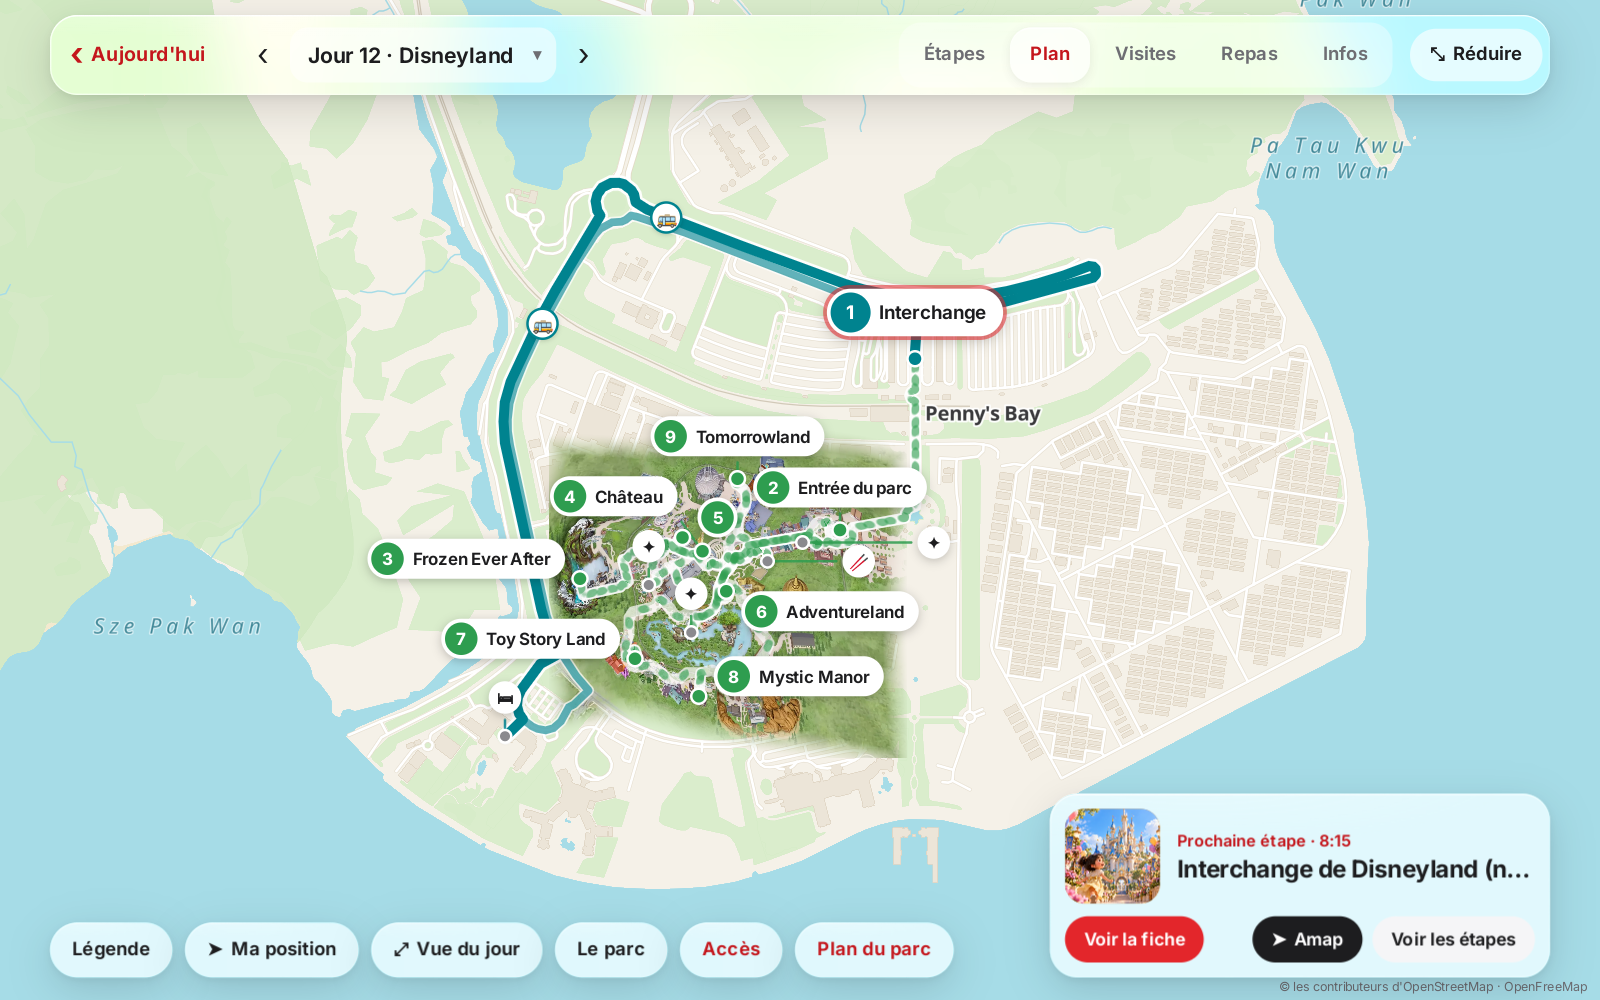 Pak Wan
Aujourd'hui
Jour 12 · Disneyland
Étapes
Plan
Visites
Repas
Infos
Réduire
Pa Tau Kwu
Nam Wan
1 Interchange
Penny's Bay
9 Tomorrowland
2 Entrée du parc
4 Château
5
3 Frozen Ever After
6 Adventureland
7 Toy Story Land
8 Mystic Manor
Sze Pak Wan
Prochaine étape · 8:15
Interchange de Disneyland (n...
Voir la fiche
Amap
Voir les étapes
Légende
Ma position
Vue du jour
Le parc
Accès
Plan du parc
© les contributeurs d'OpenStreetMap · OpenFreeMap